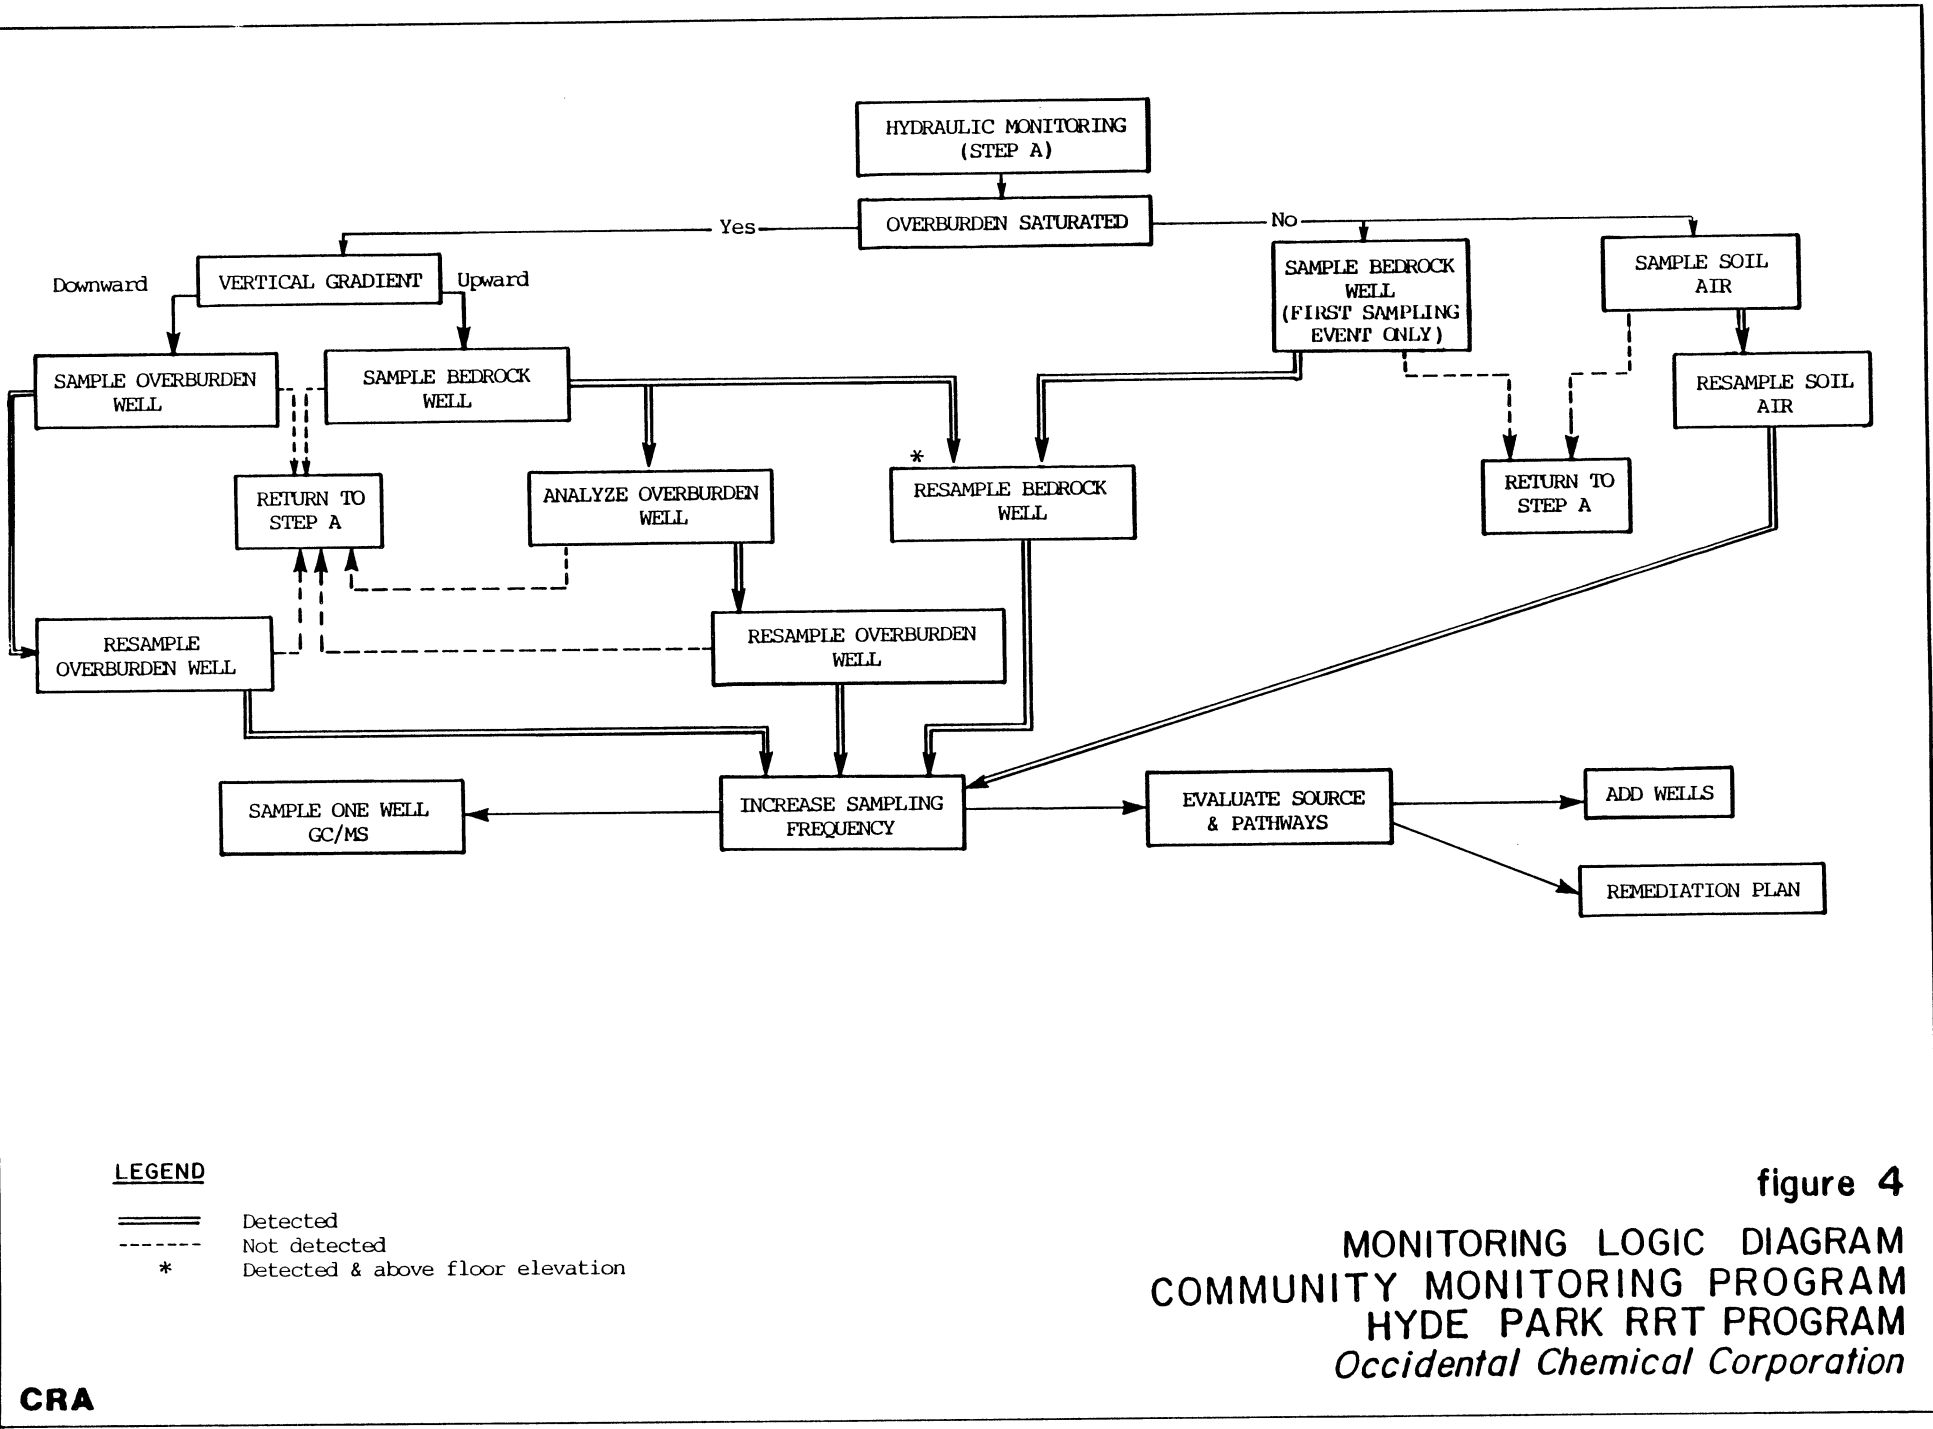 HYDRAULIC MONITORING
(STEP A)
OVERBURDEN SATURATED
Yes
No
Downward
VERTICAL GRADIENT
Upward
SAMPLE BEDROCK
WELL
(FIRST SAMPLING
EVENT ONLY)
SAMPLE SOIL
AIR
SAMPLE OVERBURDEN
WELL
SAMPLE BEDROCK
WELL
RESAMPLE SOIL
AIR
RETURN TO
STEP A
ANALYZE OVERBURDEN
WELL
*
RESAMPLE BEDROCK
WELL
RETURN TO
STEP A
RESAMPLE
OVERBURDEN WELL
RESAMPLE OVERBURDEN
WELL
SAMPLE ONE WELL
GC/MS
INCREASE SAMPLING
FREQUENCY
EVALUATE SOURCE
& PATHWAYS
ADD WELLS
REMEDIATION PLAN
LEGEND
Detected
Not detected
* Detected & above floor elevation
figure 4
MONITORING LOGIC DIAGRAM
COMMUNITY MONITORING PROGRAM
HYDE PARK RRT PROGRAM
Occidental Chemical Corporation
CRA